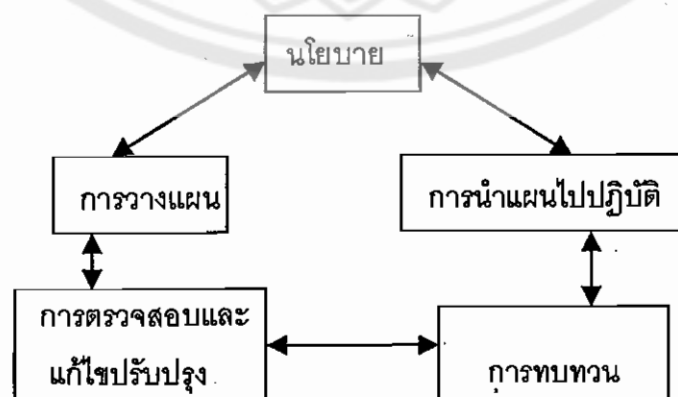 นโยบาย
การวางแผน
การนำแผนไปปฏิบัติ
การตรวจสอบและ
แก้ไขปรับปรุง
การทบทวน